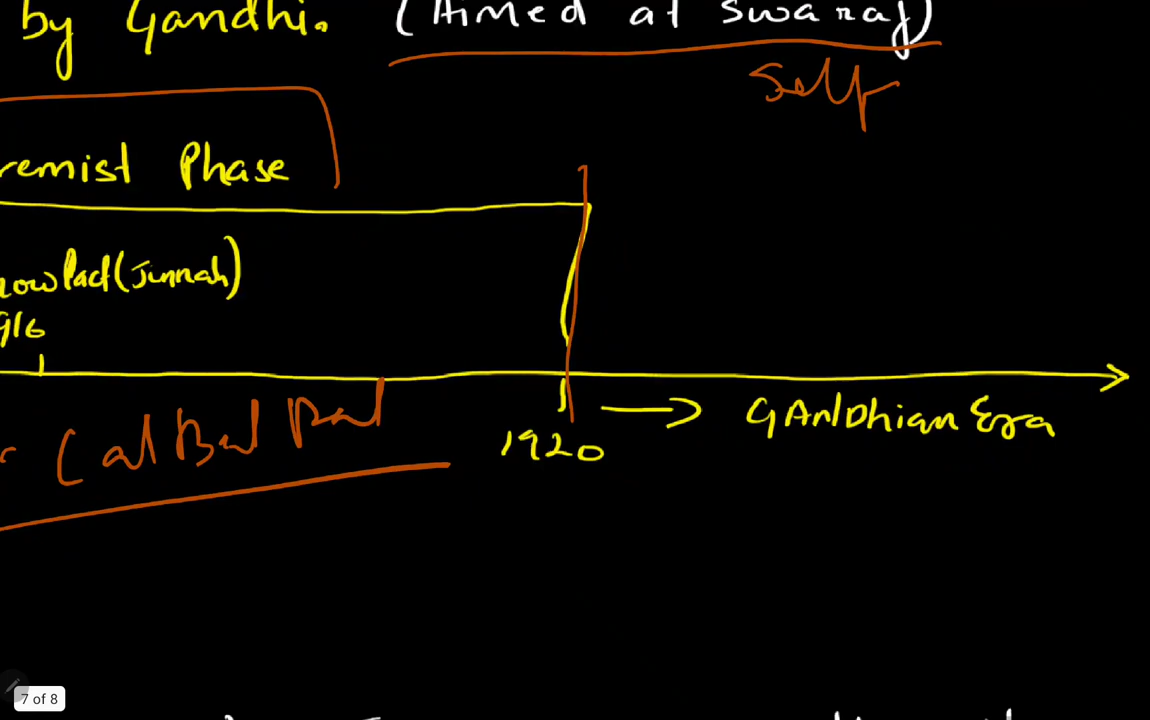 by Gandhi. (Aimed at Swaraj)
Self
remist Phase
nowPact(Jinnah)
916
Lal Bal Pal
1920 → GANDhian Era
7 of 8